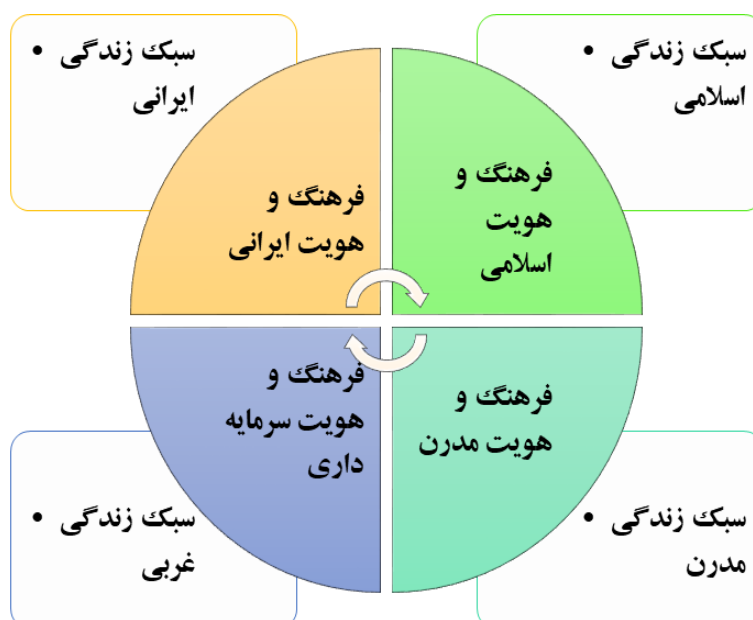 سبک زندگی •
اسلامی
سبک زندگی •
ایرانی
فرهنگ و
هویت
اسلامی
فرهنگ و
هویت ایرانی
فرهنگ و
هویت مدرن
فرهنگ و
هویت سرمایه
داری
سبک زندگی •
مدرن
سبک زندگی •
غربی